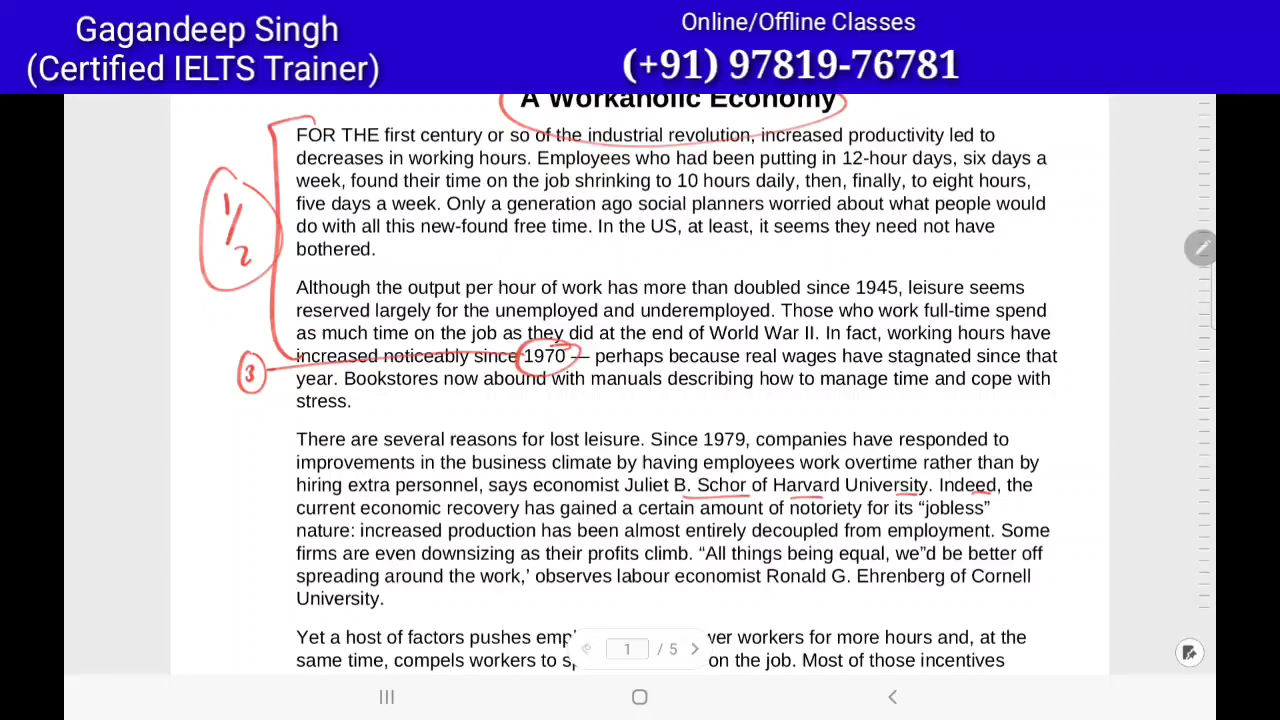 Gagandeep Singh
(Certified IELTS Trainer)
Online/Offline Classes
(+91) 97819-76781
A Workaholic Economy
FOR THE first century or so of the industrial revolution, increased productivity led to
decreases in working hours. Employees who had been putting in 12-hour days, six days a
week, found their time on the job shrinking to 10 hours daily, then, finally, to eight hours,
five days a week. Only a generation ago social planners worried about what people would
do with all this new-found free time. In the US, at least, it seems they need not have
bothered.
1/2
Although the output per hour of work has more than doubled since 1945, leisure seems
reserved largely for the unemployed and underemployed. Those who work full-time spend
as much time on the job as they did at the end of World War II. In fact, working hours have
increased noticeably since 1970 — perhaps because real wages have stagnated since that
year. Bookstores now abound with manuals describing how to manage time and cope with
stress.
3
There are several reasons for lost leisure. Since 1979, companies have responded to
improvements in the business climate by having employees work overtime rather than by
hiring extra personnel, says economist Juliet B. Schor of Harvard University. Indeed, the
current economic recovery has gained a certain amount of notoriety for its “jobless”
nature: increased production has been almost entirely decoupled from employment. Some
firms are even downsizing as their profits climb. “All things being equal, we”d be better off
spreading around the work,’ observes labour economist Ronald G. Ehrenberg of Cornell
University.
Yet a host of factors pushes wer workers for more hours and, at the
same time, compels workers to on the job. Most of those incentives
1 / 5